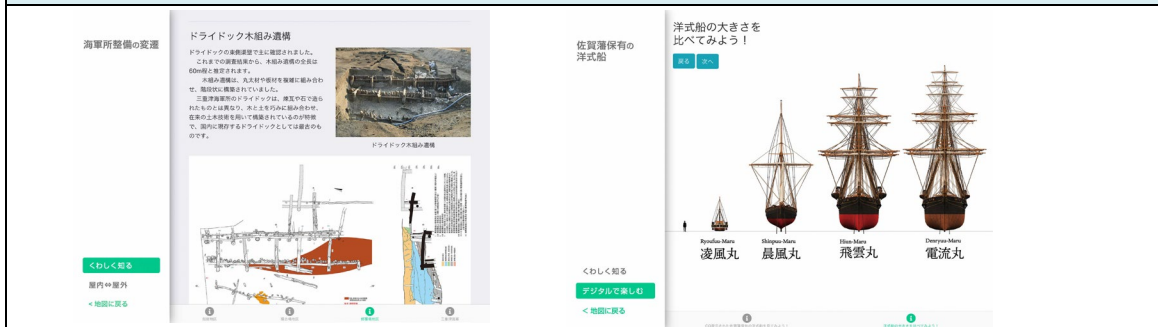 海軍所整備の変遷
ドライドック木組み遺構
ドライドックの東側護壁で主に確認されました。
これまでの調査結果から、木組み遺構の全長は
60m程と推定されます。
木組み遺構は、丸太材や板材を複雑に組み合わ
せ、階段状に構築されていました。
三重津海軍所のドライドックは、煉瓦や石で造ら
れたものとは異なり、木と土を巧みに組み合わせ、
在来の土木技術を用いて構築されているのが特徴
で、国内に現存するドライドックとしては最古のも
のです。
ドライドック木組み遺構
くわしく知る
屋内⇔屋外
< 地図に戻る
佐賀藩保有の
洋式船
洋式船の大きさを
比べてみよう！
戻る
次へ
Ryoufuu-Maru
凌風丸
Shinpuu-Maru
晨風丸
Hiun-Maru
飛雲丸
Denryuu-Maru
電流丸
くわしく知る
デジタルで楽しむ
< 地図に戻る